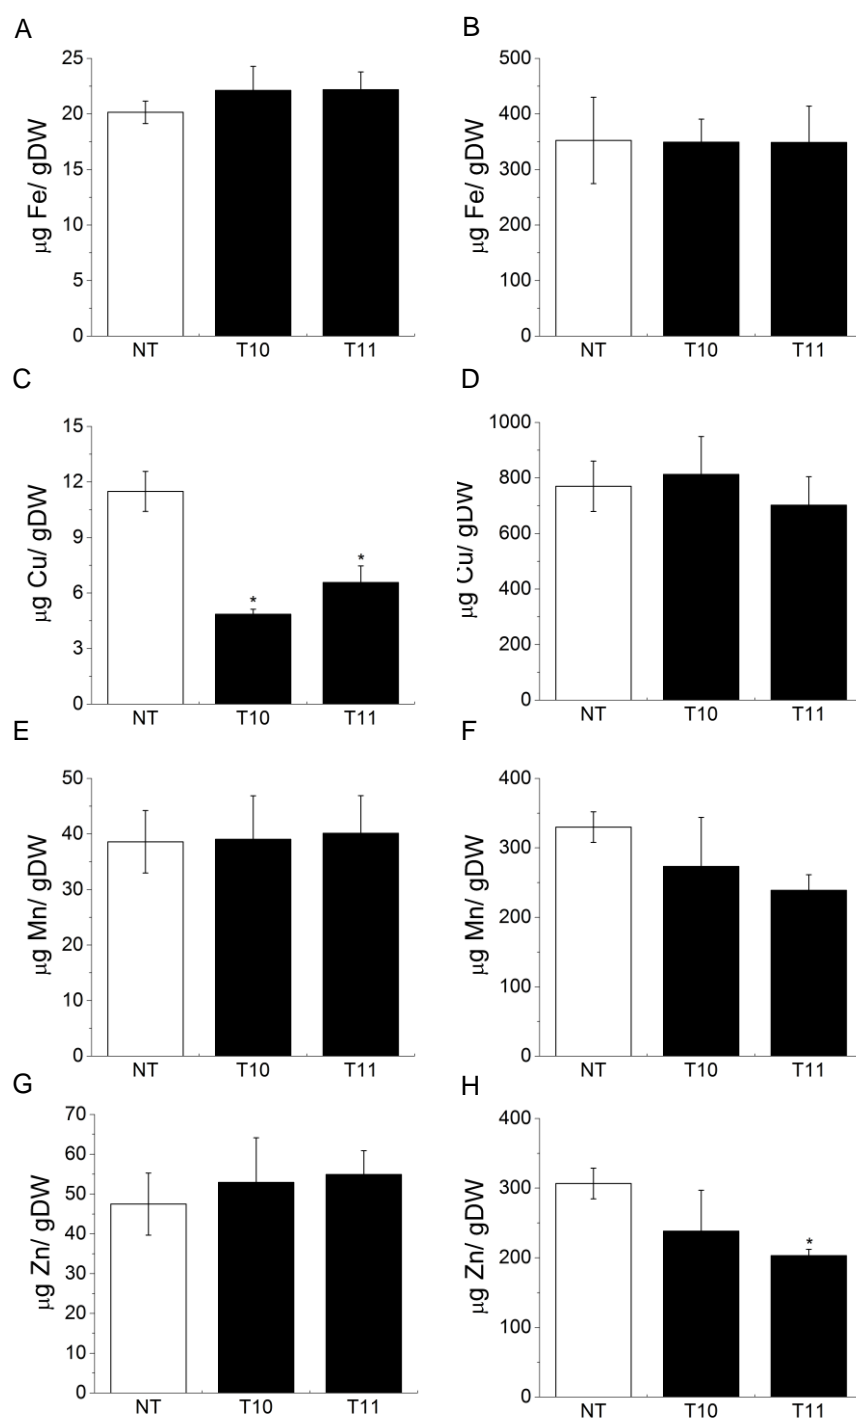 A
25
20
15
10
5
0
μg Fe/ gDW
NT T10 T11
B
500
400
300
200
100
0
μg Fe/ gDW
NT T10 T11
C
15
12
9
6
3
0
μg Cu/ gDW
*
*
NT T10 T11
D
1000
800
600
400
200
0
μg Cu/ gDW
NT T10 T11
E
50
40
30
20
10
0
μg Mn/ gDW
NT T10 T11
F
400
300
200
100
0
μg Mn/ gDW
NT T10 T11
G
70
60
50
40
30
20
10
0
μg Zn/ gDW
NT T10 T11
H
400
300
200
100
0
μg Zn/ gDW
*
NT T10 T11